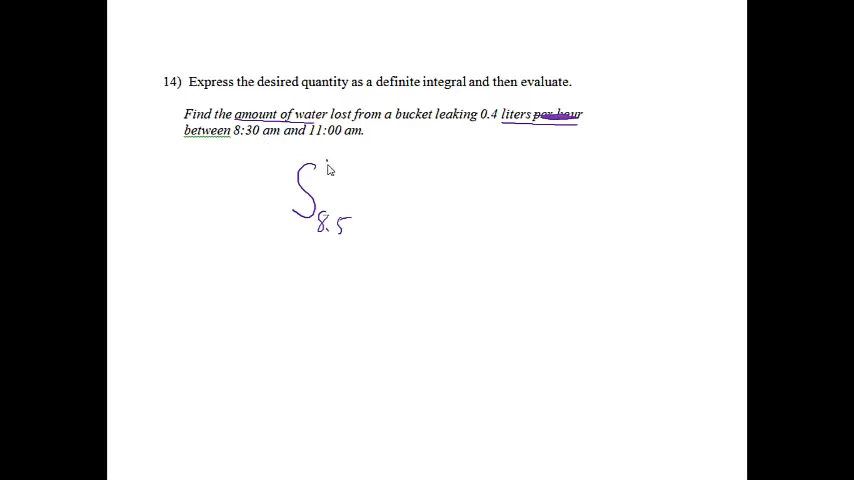 14) Express the desired quantity as a definite integral and then evaluate.
Find the amount of water lost from a bucket leaking 0.4 liters per hour
between 8:30 am and 11:00 am.
∫
8.5